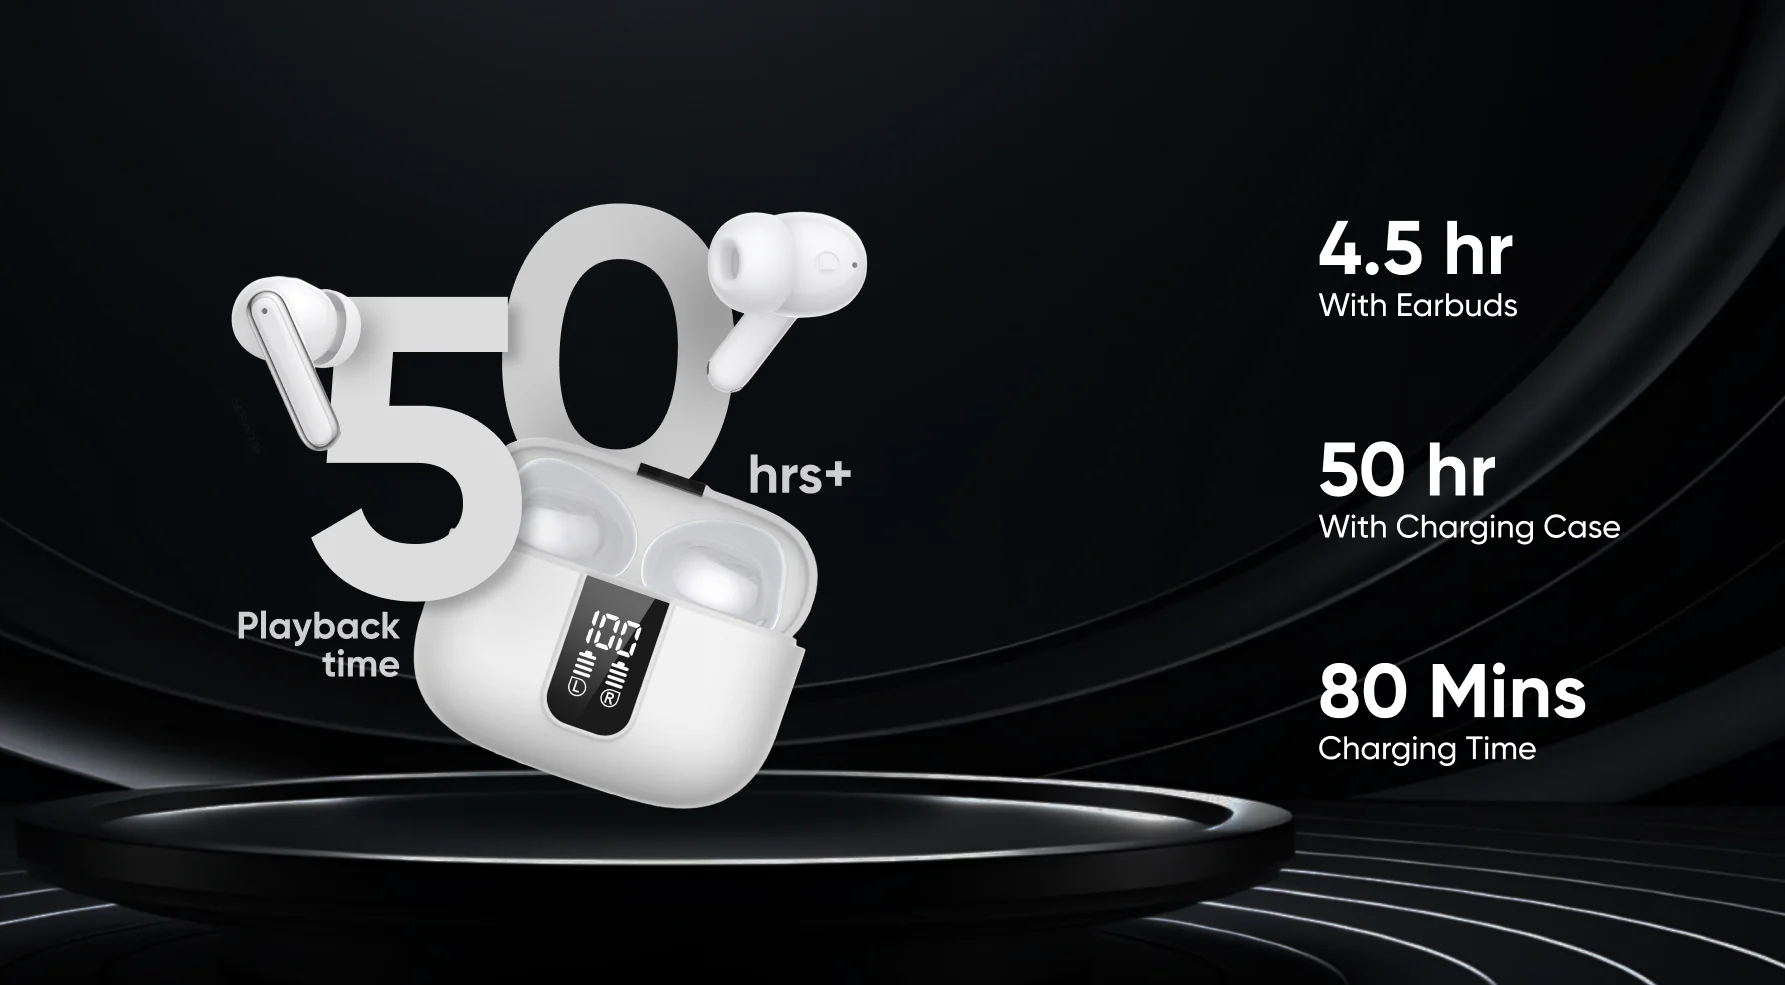 50
hrs+
Playback
time
100
L
R
L
4.5 hr
With Earbuds
50 hr
With Charging Case
80 Mins
Charging Time